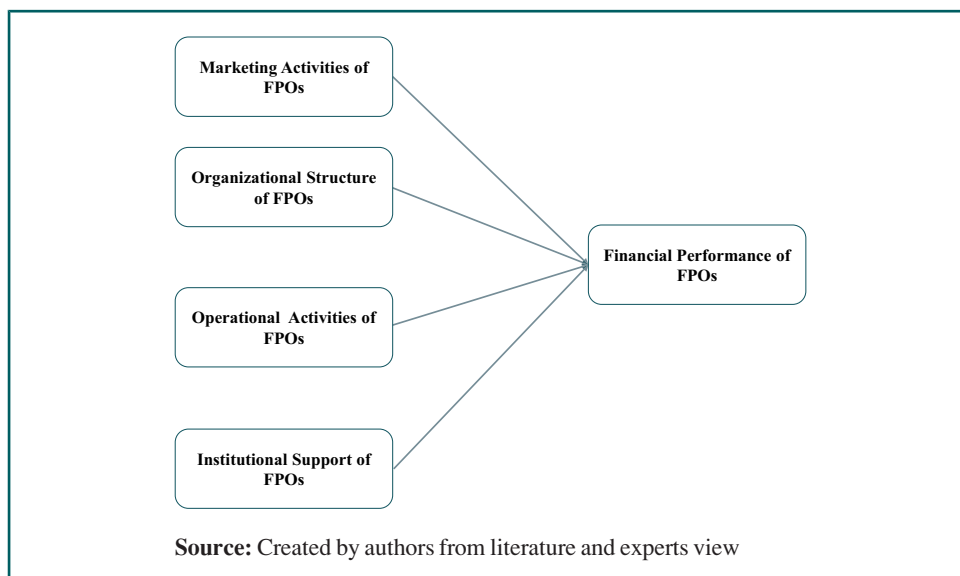 Marketing Activities of
FPOs
Organizational Structure
of FPOs
Financial Performance of
FPOs
Operational Activities of
FPOs
Institutional Support of
FPOs
Source: Created by authors from literature and experts view